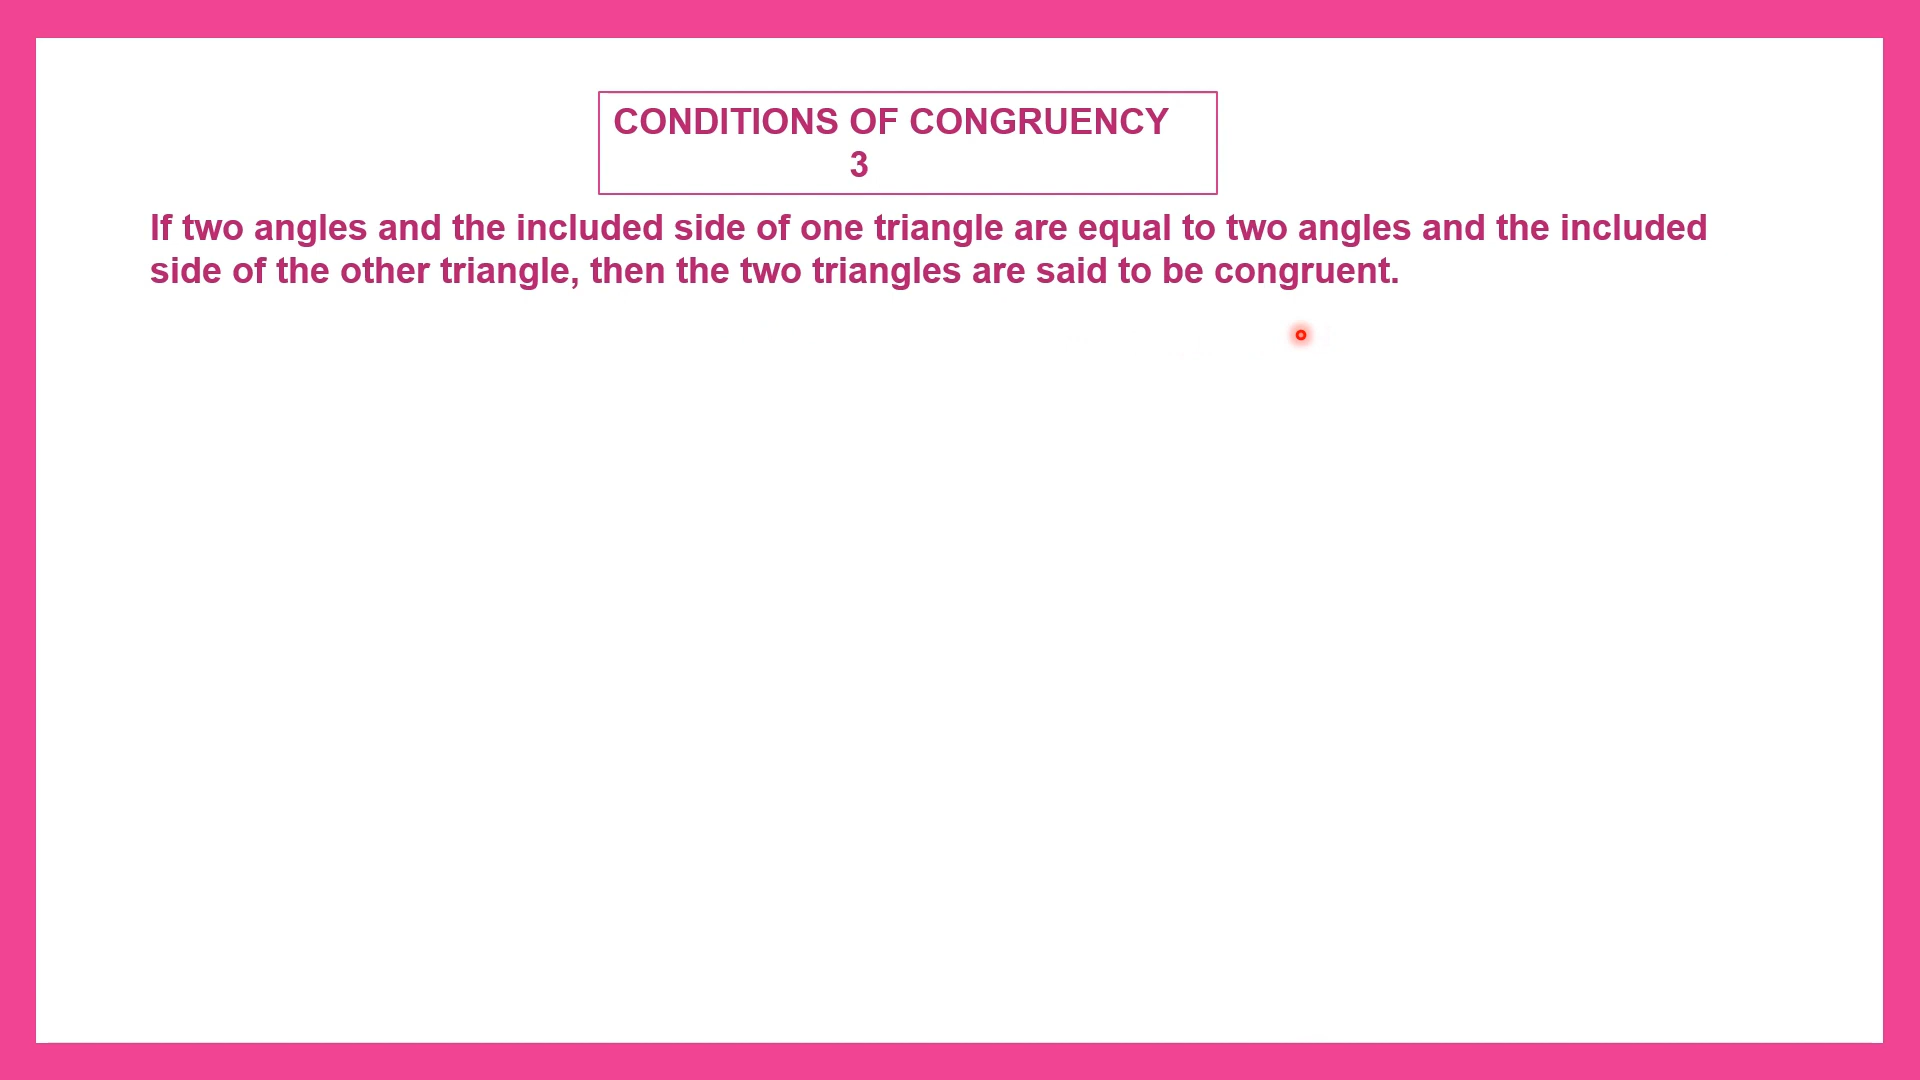 CONDITIONS OF CONGRUENCY
3
If two angles and the included side of one triangle are equal to two angles and the included
side of the other triangle, then the two triangles are said to be congruent.